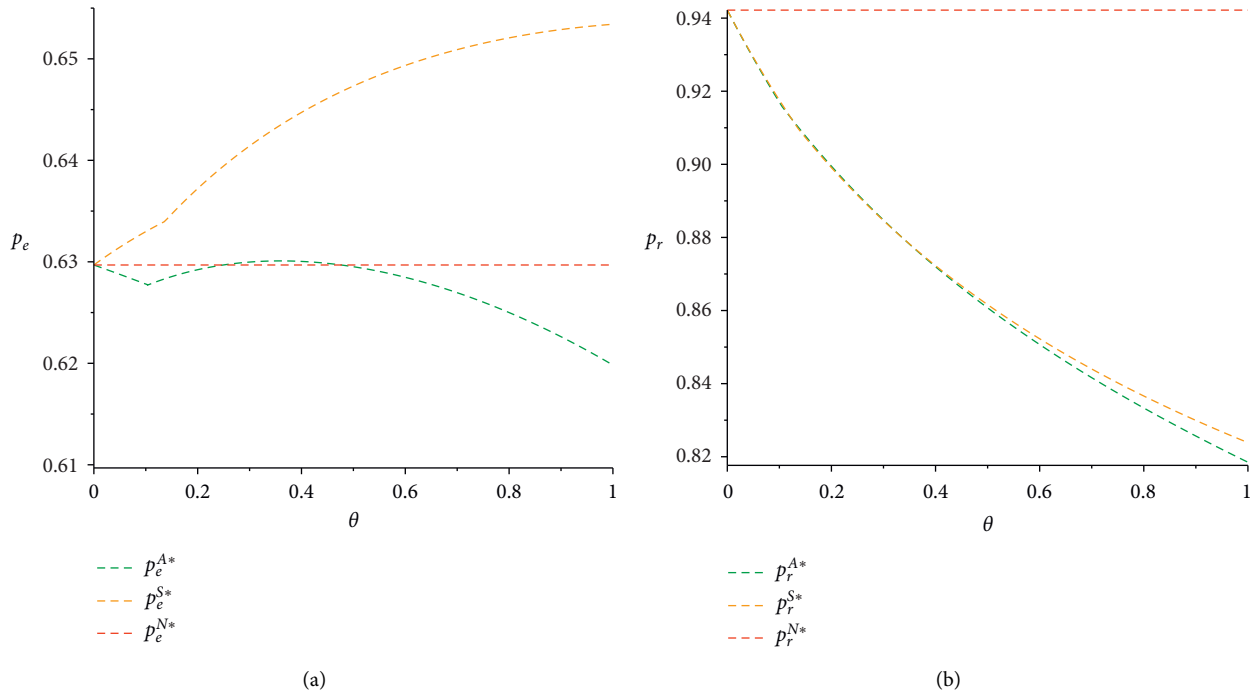 0.65
0.64
p_e
0.63
0.62
0.61
0 0.2 0.4 0.6 0.8 1
θ
p_e^{A*}
p_e^{S*}
p_e^{N*}
(a)
0.94
0.92
0.90
0.88
p_r
0.86
0.84
0.82
0 0.2 0.4 0.6 0.8 1
θ
p_r^{A*}
p_r^{S*}
p_r^{N*}
(b)